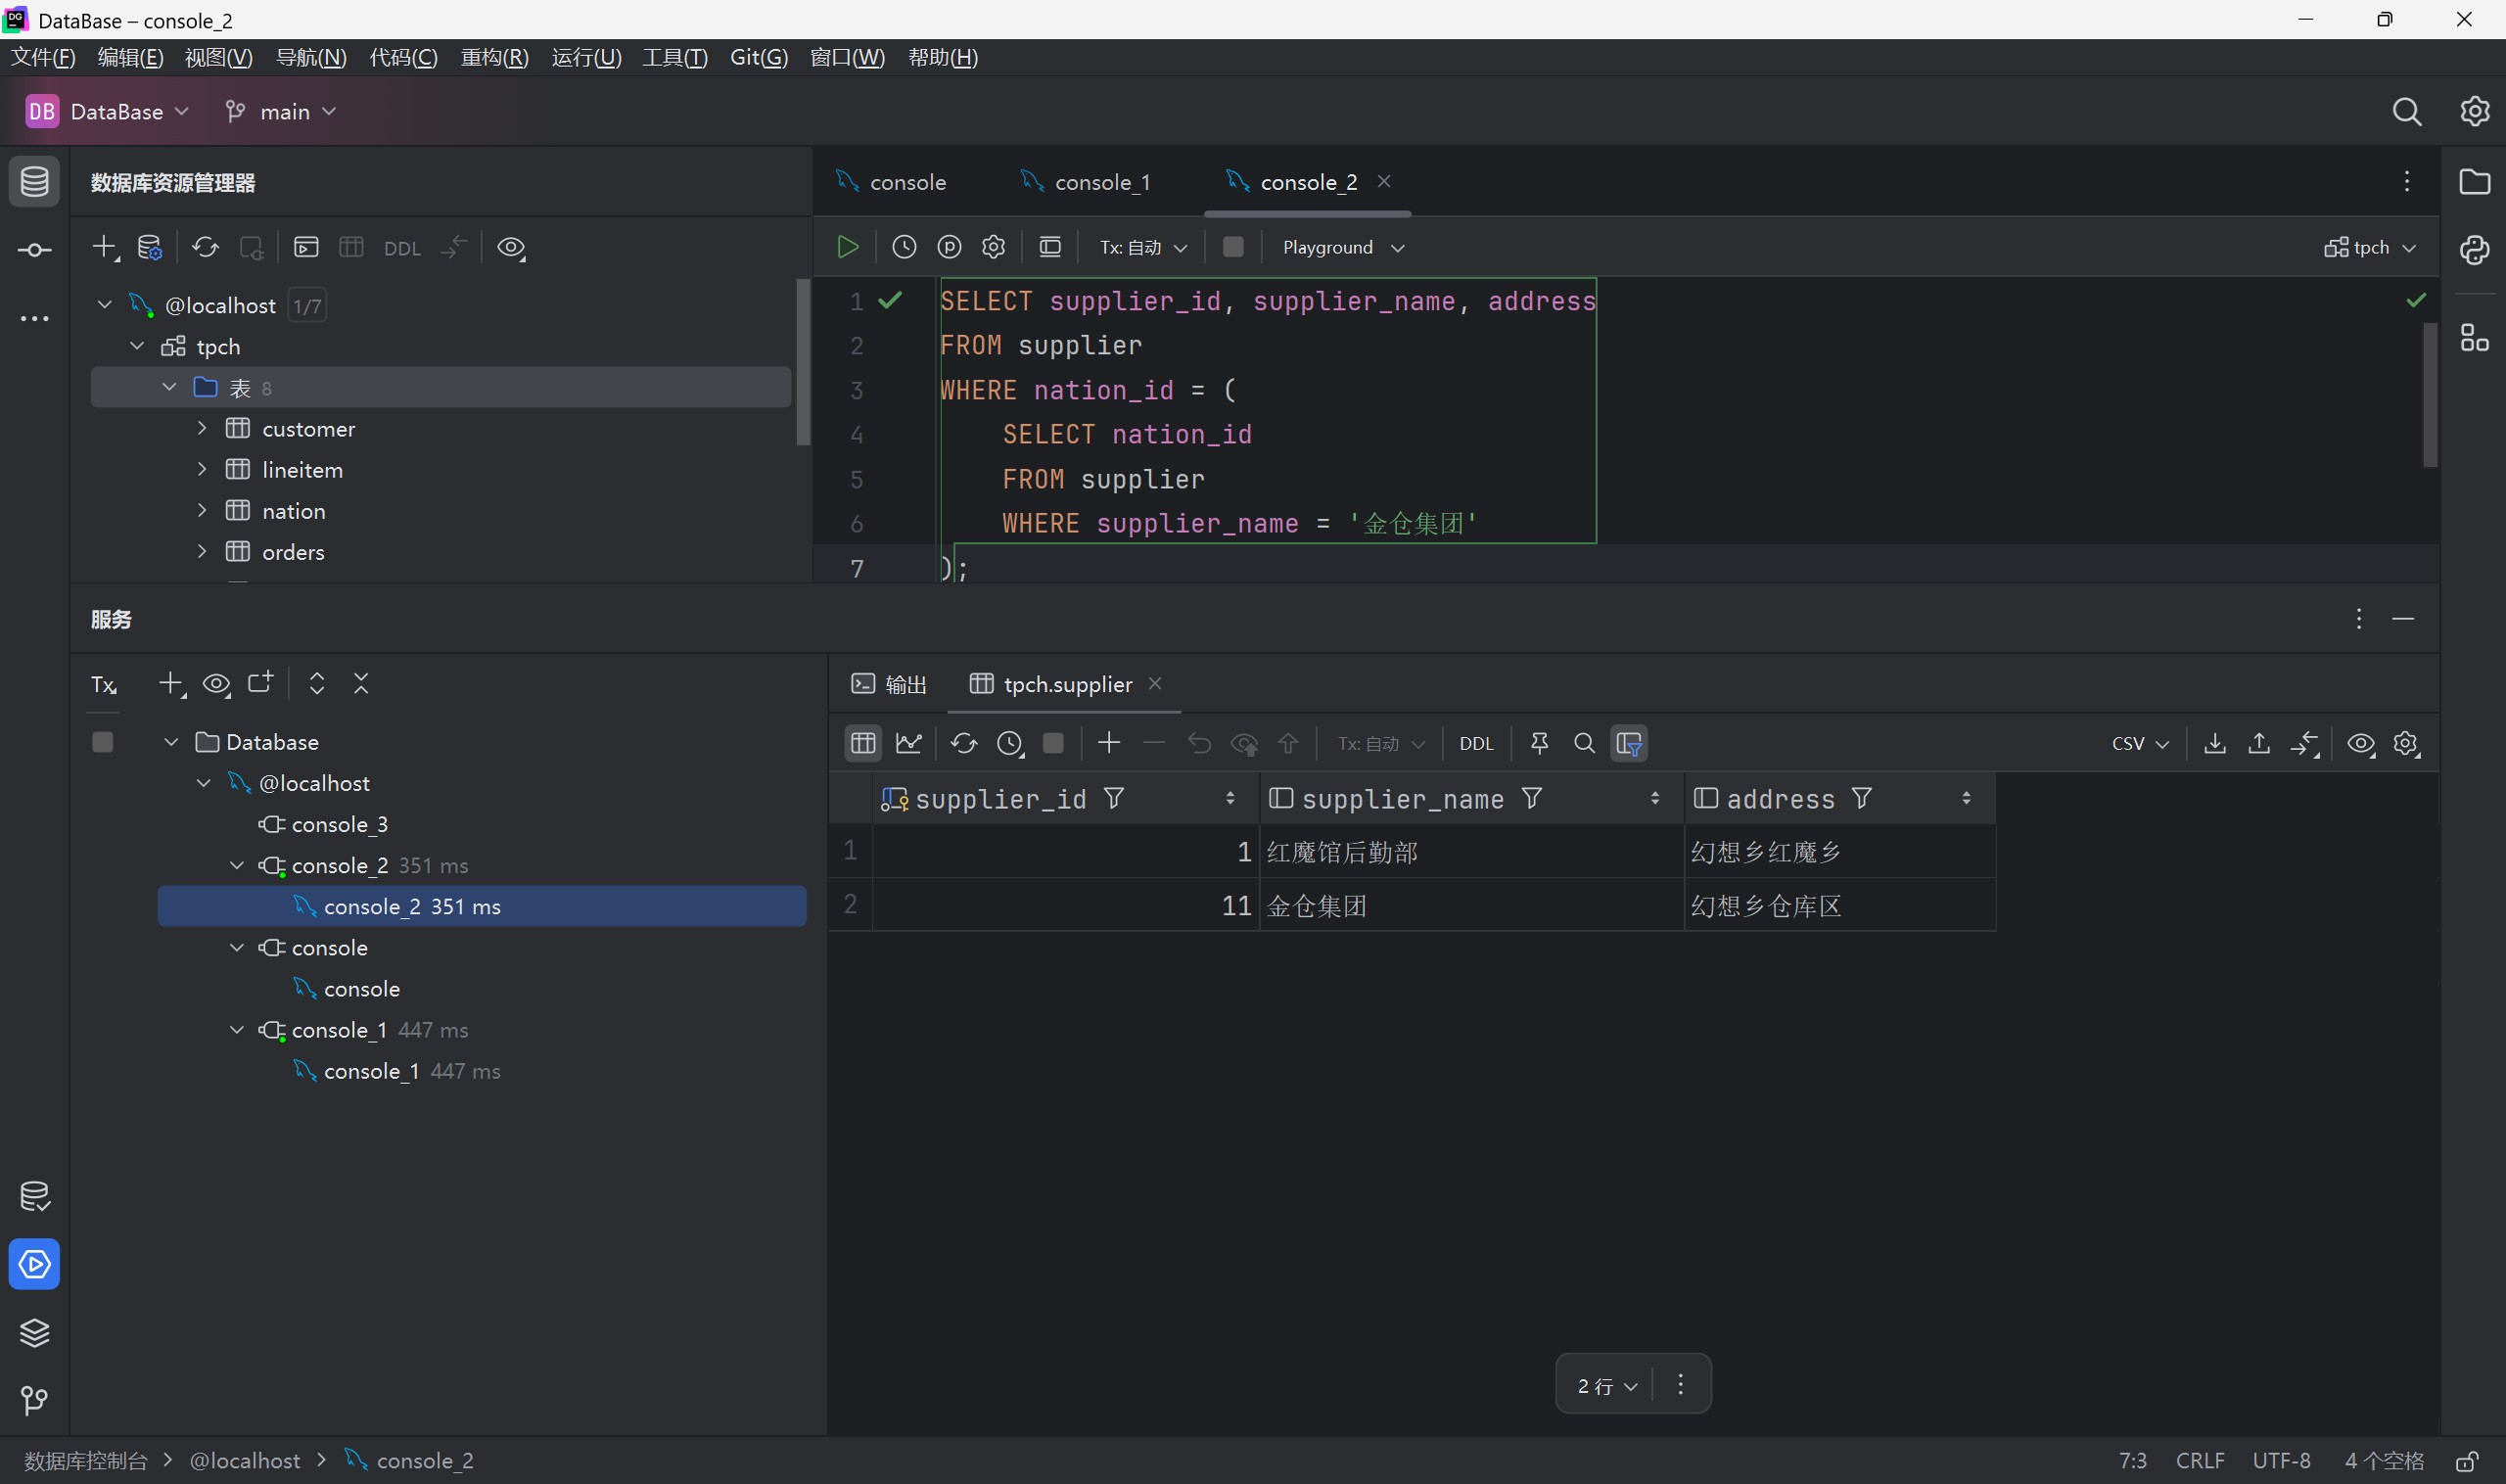 DataBase – console_2
文件(F) 编辑(E) 视图(V) 导航(N) 代码(C) 重构(R) 运行(U) 工具(T) Git(G) 窗口(W) 帮助(H)
DB DataBase main
数据库资源管理器
DDL
@localhost 1/7
tpch
表 8
customer
lineitem
nation
orders
console console_1 console_2
Tx: 自动 Playground tpch
1 SELECT supplier_id, supplier_name, address
2 FROM supplier
3 WHERE nation_id = (
4 SELECT nation_id
5 FROM supplier
6 WHERE supplier_name = '金仓集团'
7 );
服务
Tx
Database
@localhost
console_3
console_2 351 ms
console_2 351 ms
console
console
console_1 447 ms
console_1 447 ms
输出 tpch.supplier
Tx: 自动 DDL CSV
supplier_id supplier_name address
1 1 红魔馆后勤部 幻想乡红魔乡
2 11 金仓集团 幻想乡仓库区
2 行
数据库控制台 @localhost console_2
7:3 CRLF UTF-8 4 个空格